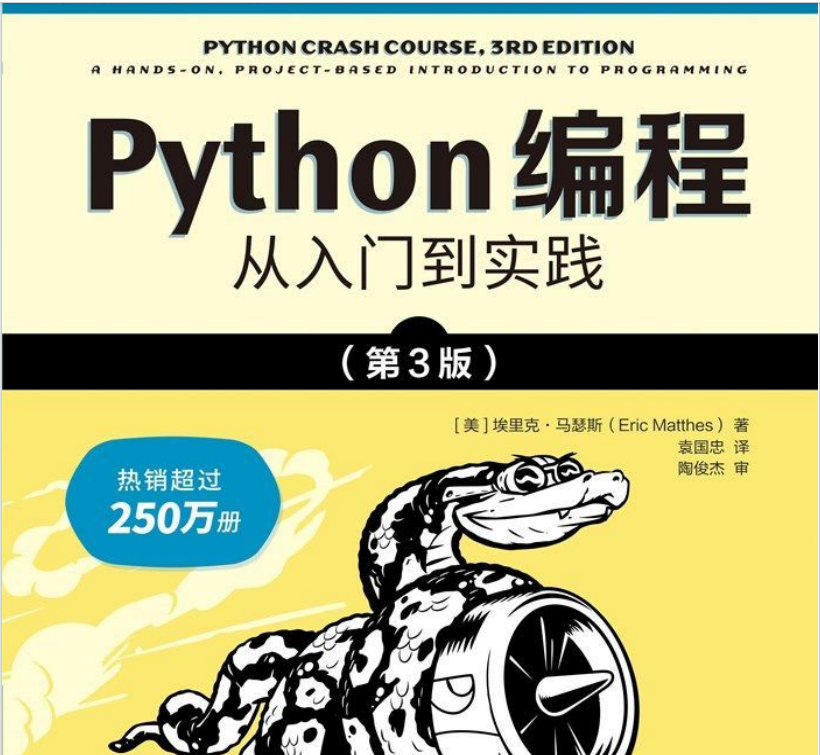 PYTHON CRASH COURSE, 3RD EDITION
A HANDS-ON, PROJECT-BASED INTRODUCTION TO PROGRAMMING
Python 编程
从入门到实践
（第3版）
[ 美 ] 埃里克·马瑟斯（Eric Matthes）著
袁国忠 译
陶俊杰 审
热销超过
250万册